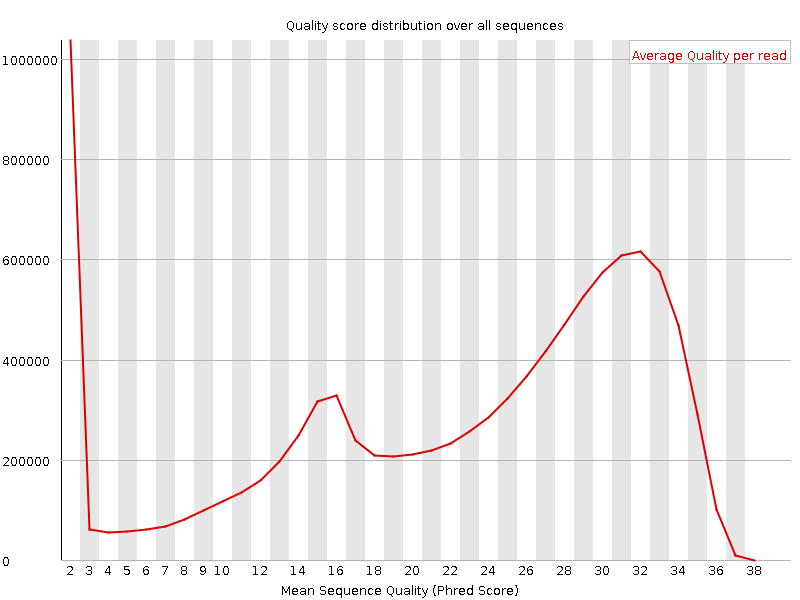 Quality score distribution over all sequences
Average Quality per read
1000000
800000
600000
400000
200000
0
2 3 4 5 6 7 8 9 10 12 14 16 18 20 22 24 26 28 30 32 34 36 38
Mean Sequence Quality (Phred Score)